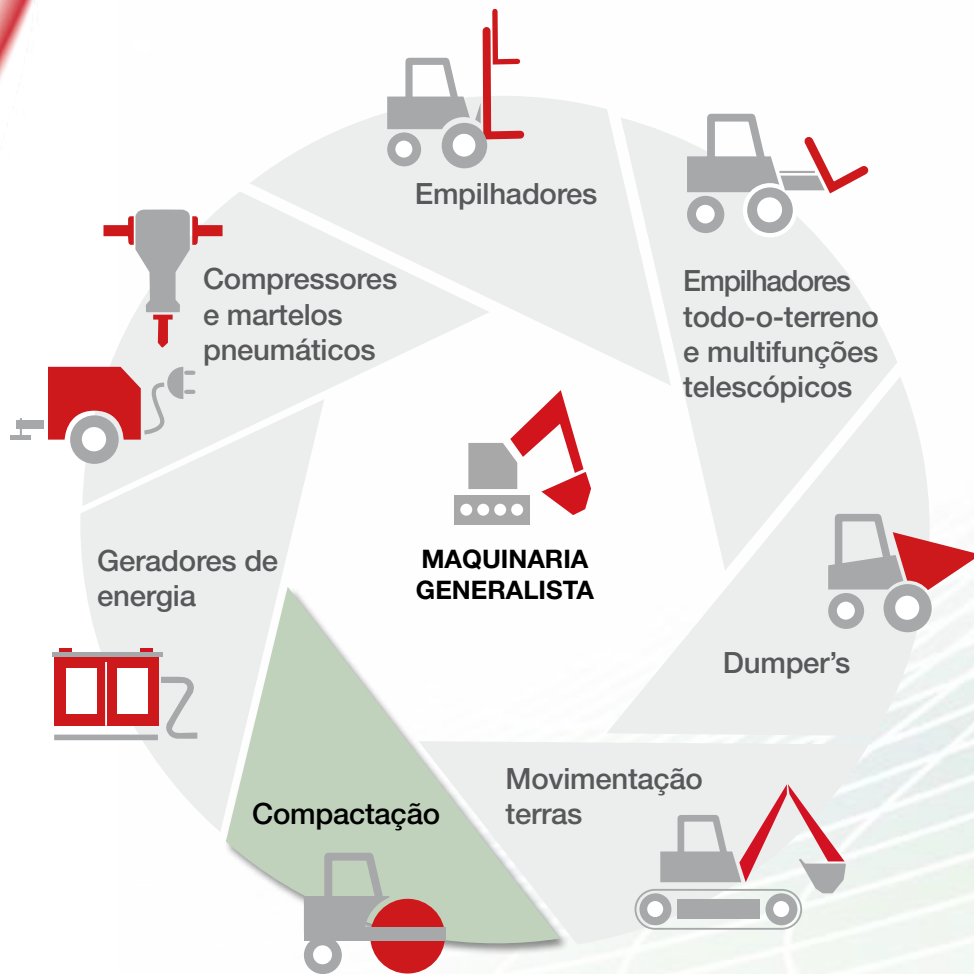 Empilhadores
Empilhadores
todo-o-terreno
e multifunções
telescópicos
Compressores
e martelos
pneumáticos
MAQUINARIA
GENERALISTA
Geradores de
energia
Dumper's
Movimentação
terras
Compactação